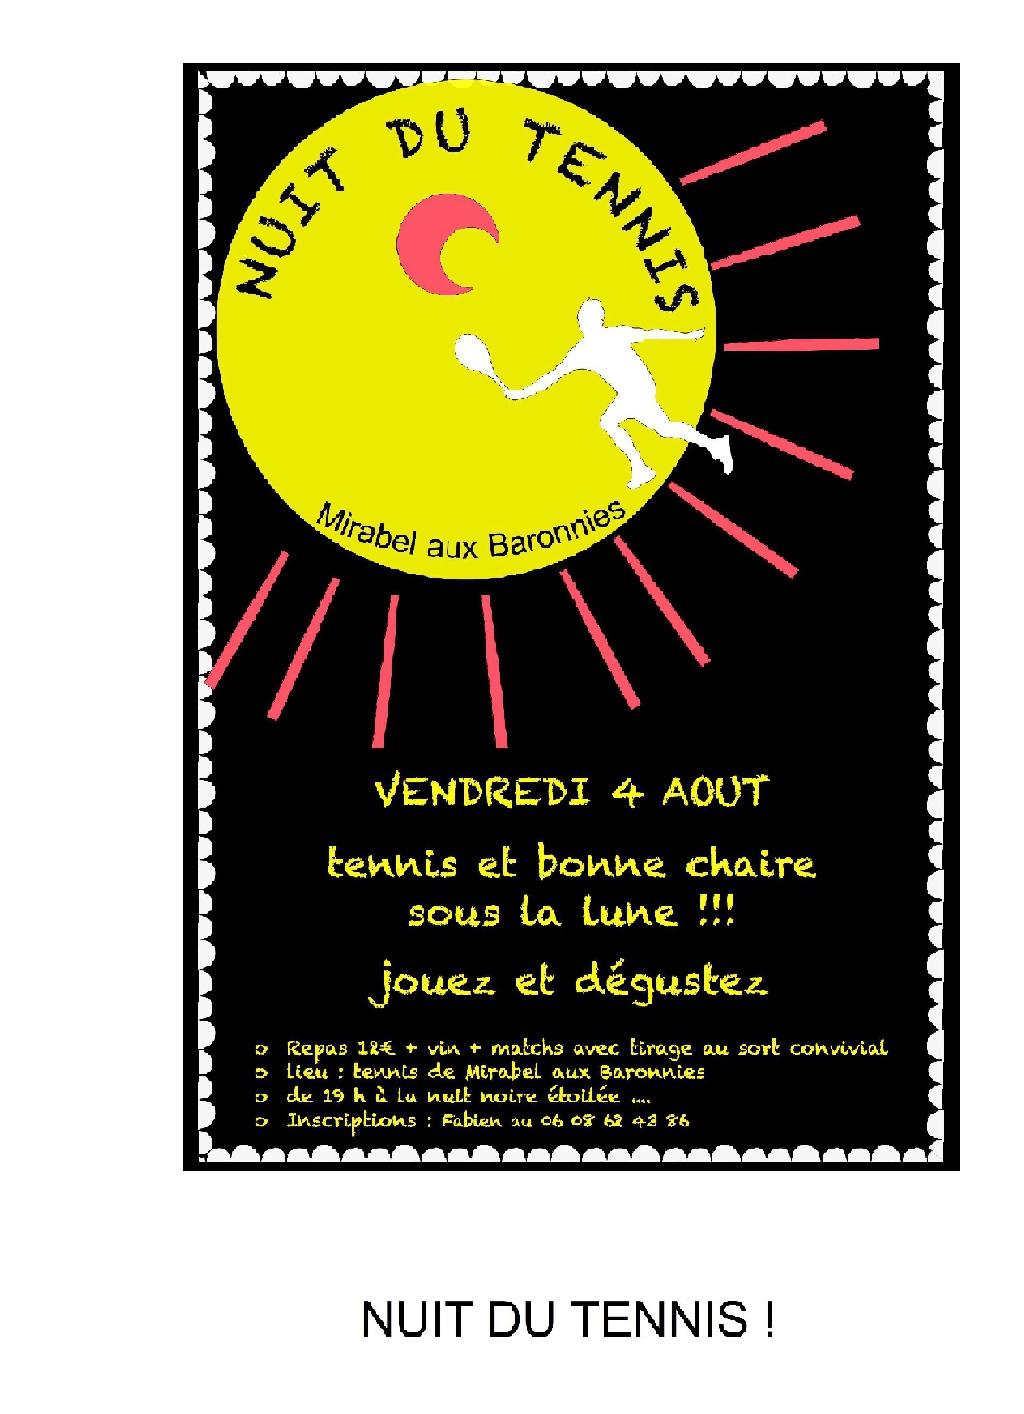 NUIT DU TENNIS
Mirabel aux Baronnies
VENDREDI 4 AOUT
tennis et bonne chaire
sous la lune !!!
jouez et dégustez
o Repas 18€ + vin + matchs avec tirage au sort convivial
o lieu : tennis de Mirabel aux Baronnies
o de 19 h à la nuit noire étoilée ....
o Inscriptions : Fabien au 06 08 62 43 86
NUIT DU TENNIS !